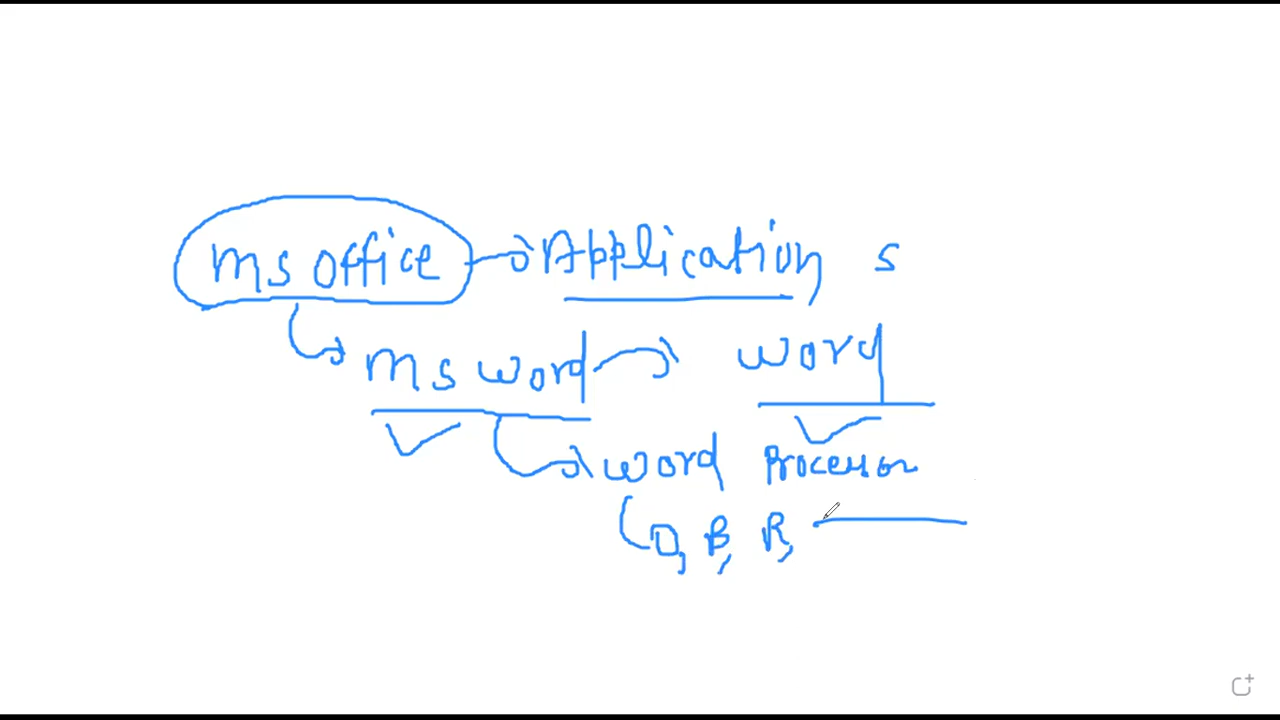 ms office → Application s
ms word → word
word Processor
D, B, R,